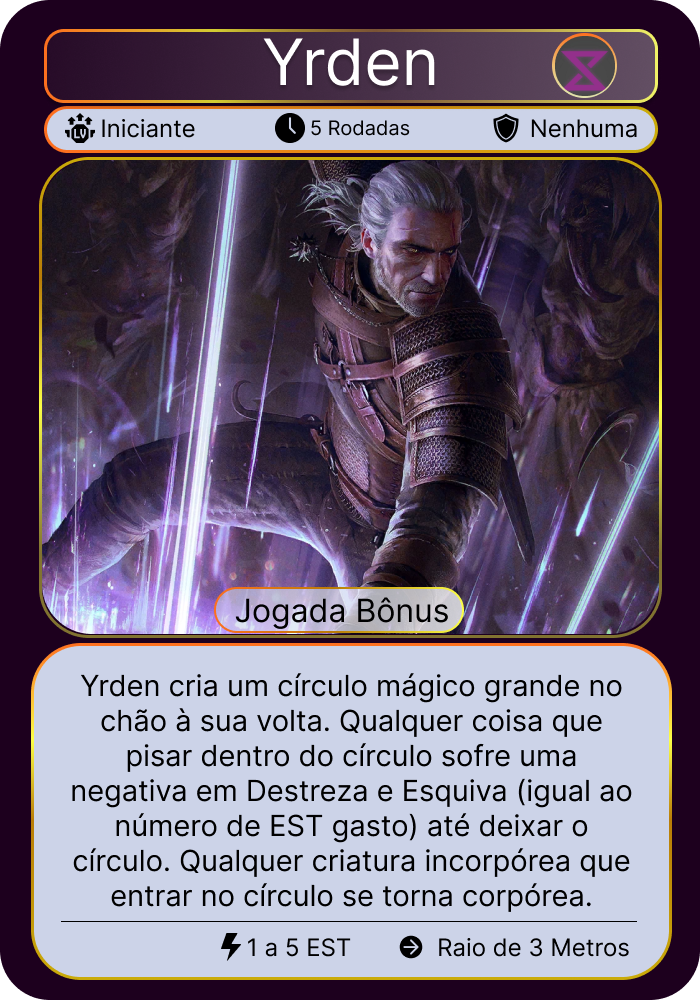 Yrden
LV Iniciante 5 Rodadas Nenhuma
Jogada Bônus
Yrden cria um círculo mágico grande no
chão à sua volta. Qualquer coisa que
pisar dentro do círculo sofre uma
negativa em Destreza e Esquiva (igual ao
número de EST gasto) até deixar o
círculo. Qualquer criatura incorpórea que
entrar no círculo se torna corpórea.
1 a 5 EST Raio de 3 Metros